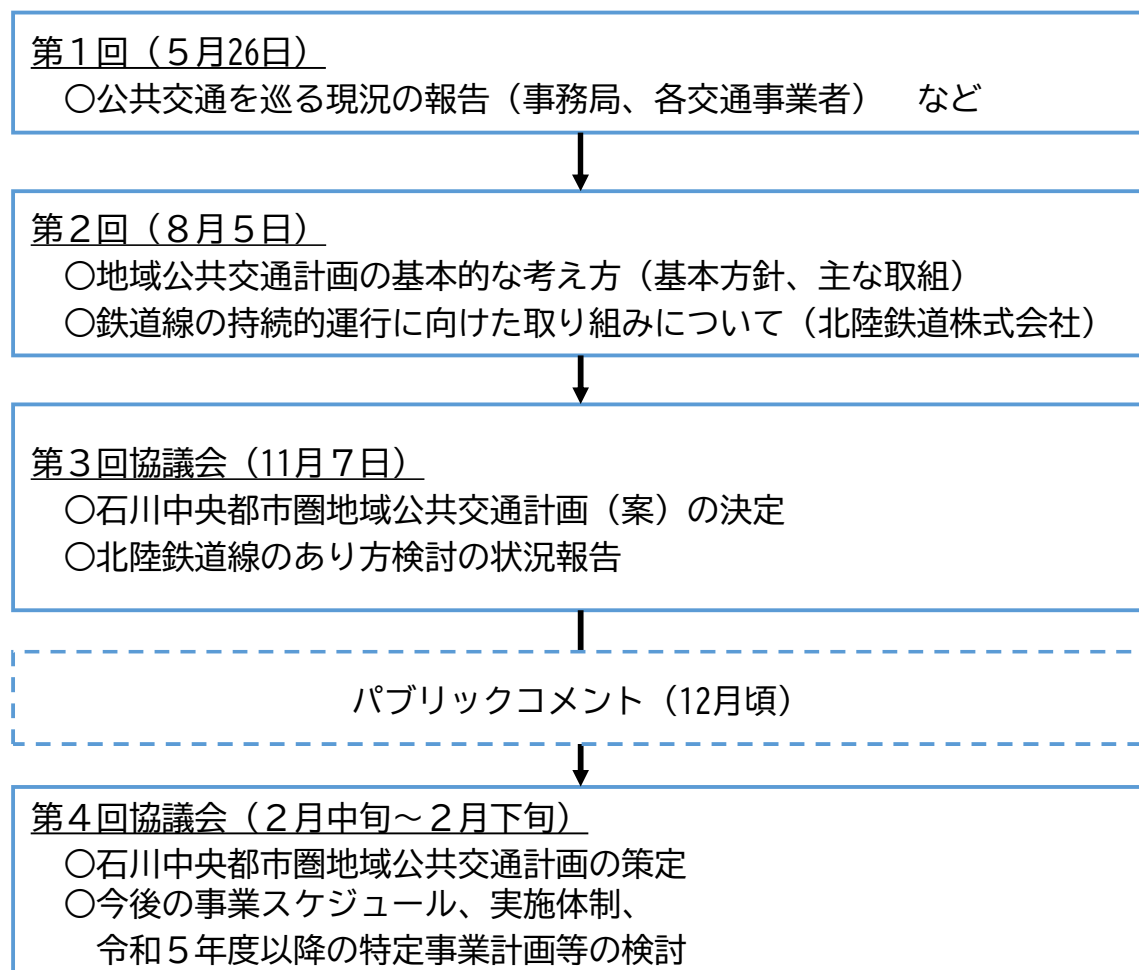 第１回（５月26日）
○公共交通を巡る現況の報告（事務局、各交通事業者）　など
第２回（８月５日）
○地域公共交通計画の基本的な考え方（基本方針、主な取組）
○鉄道線の持続的運行に向けた取り組みについて（北陸鉄道株式会社）
第３回協議会（11月７日）
○石川中央都市圏地域公共交通計画（案）の決定
○北陸鉄道線のあり方検討の状況報告
パブリックコメント（12月頃）
第４回協議会（２月中旬～２月下旬）
○石川中央都市圏地域公共交通計画の策定
○今後の事業スケジュール、実施体制、
令和５年度以降の特定事業計画等の検討